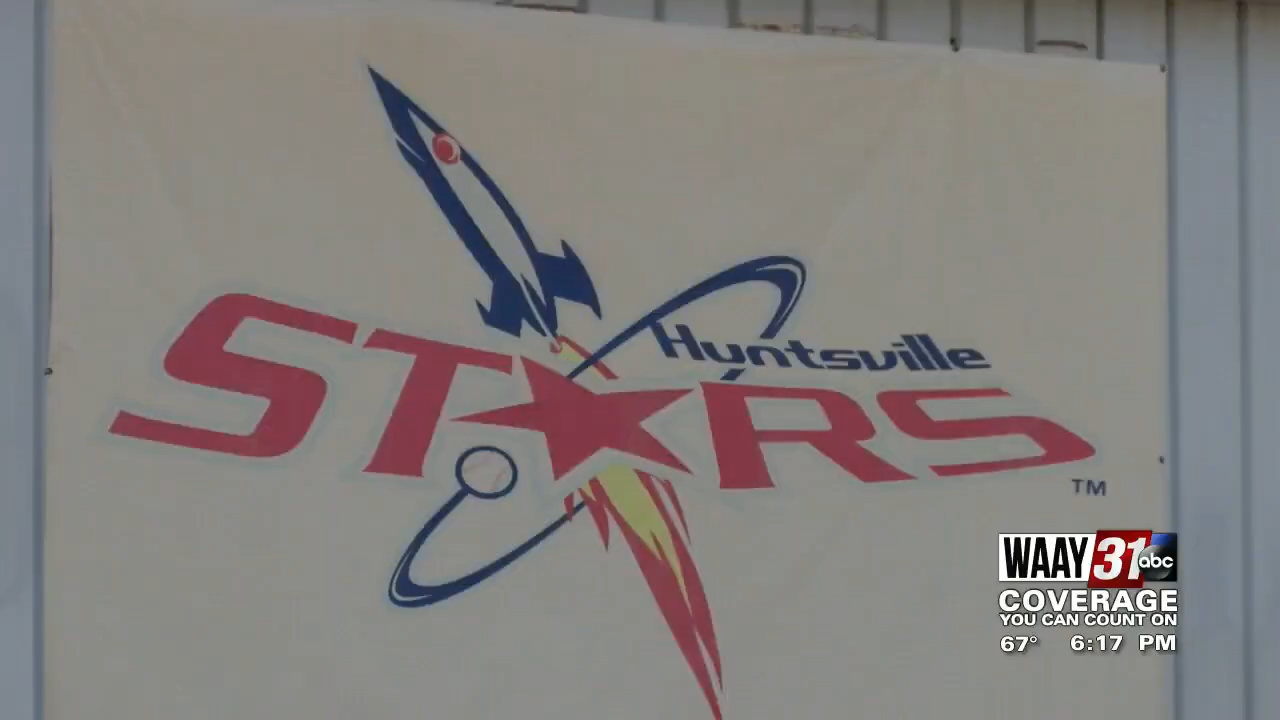 Huntsville
STARS
TM
WAAY 31 abc
COVERAGE
YOU CAN COUNT ON
67° 6:17 PM